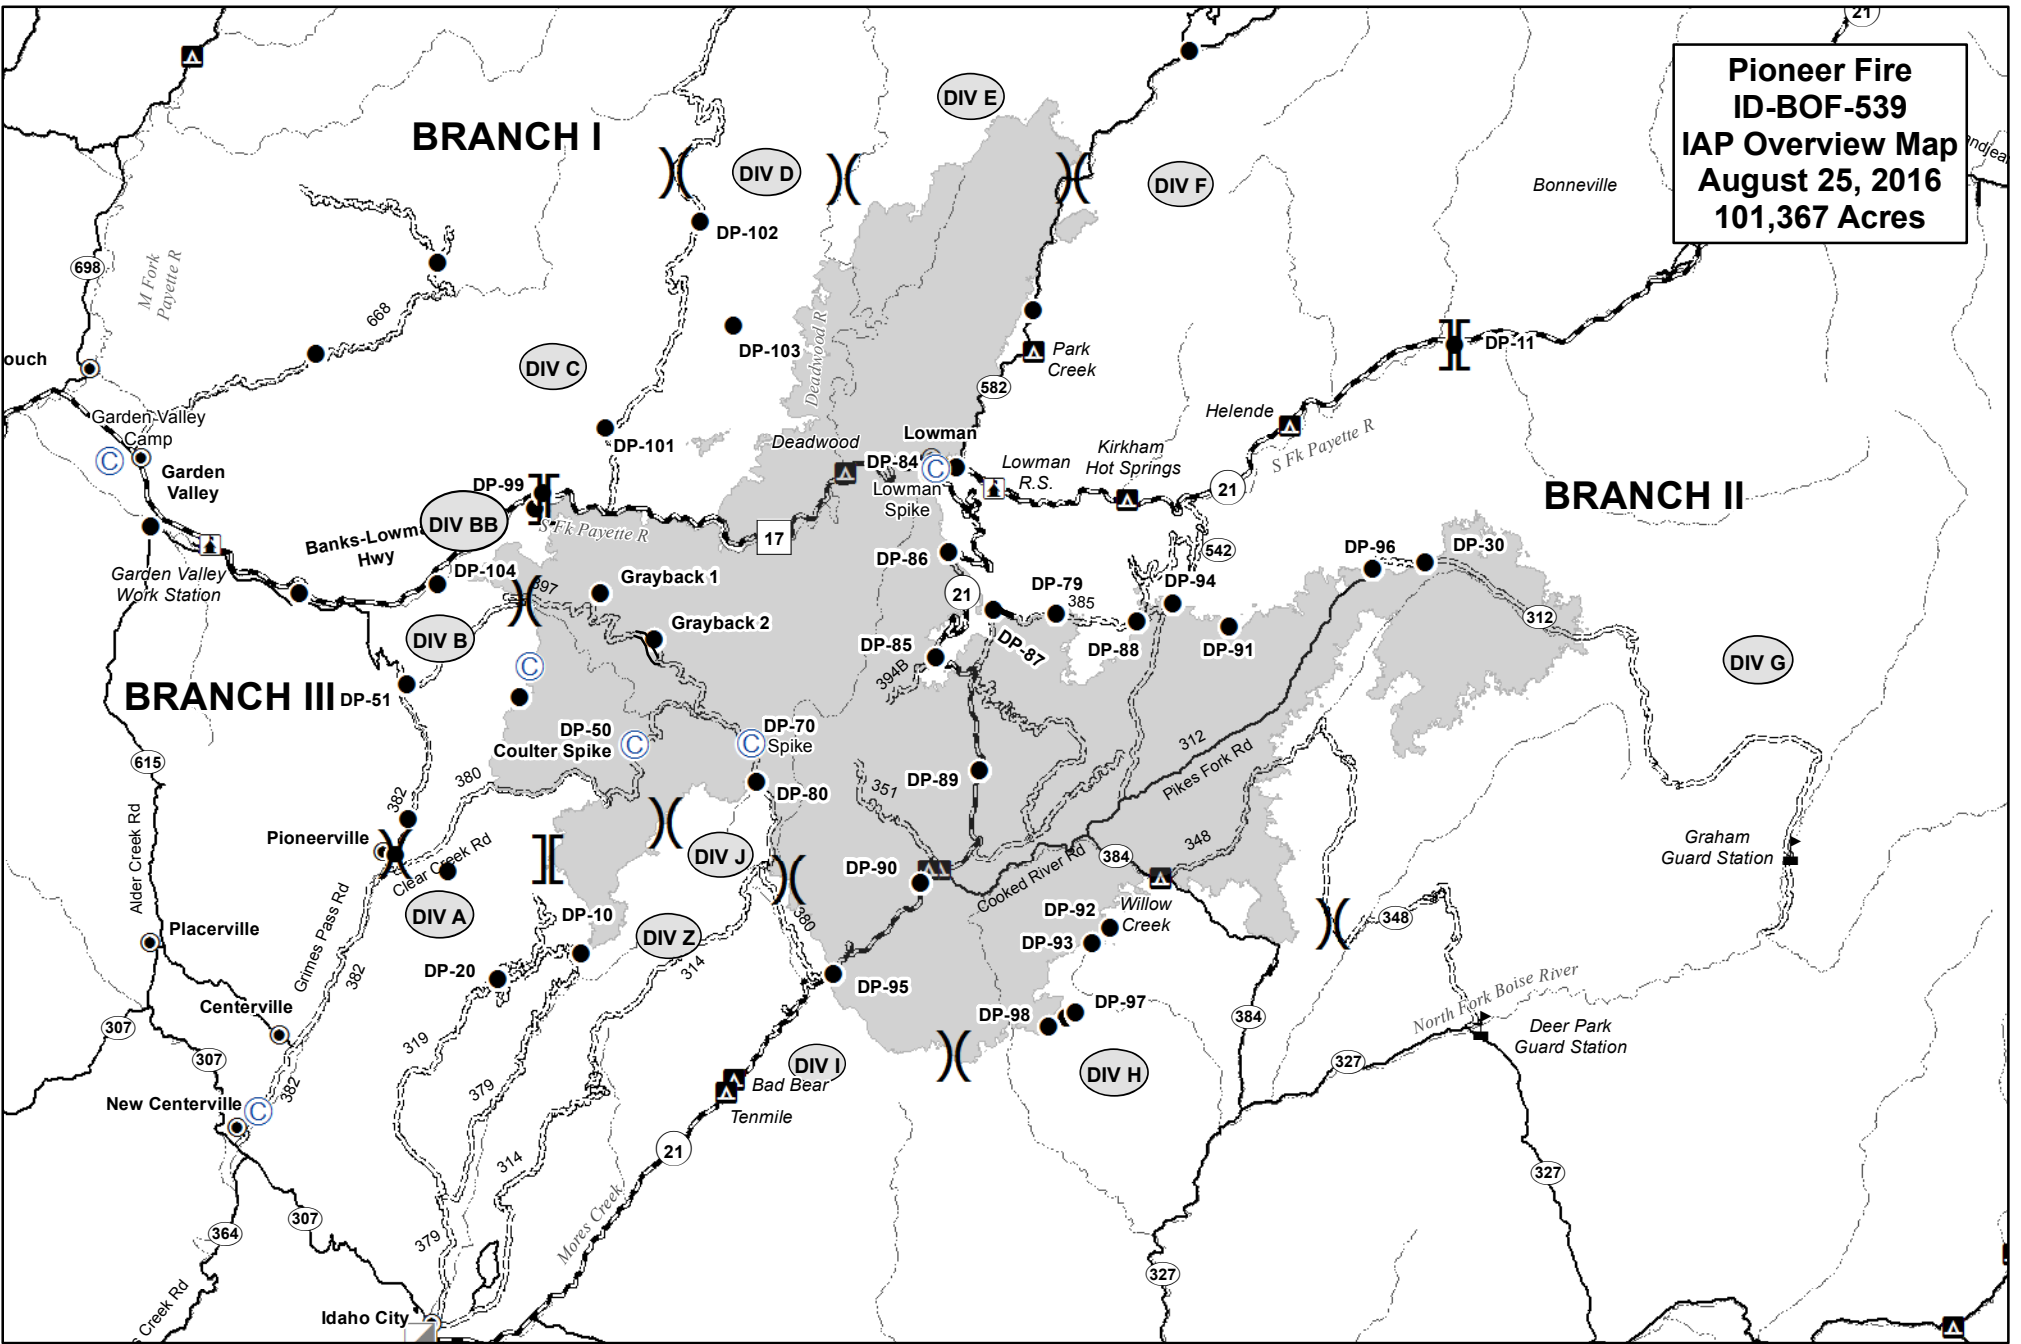 21
Pioneer Fire
ID-BOF-539
IAP Overview Map
August 25, 2016
101,367 Acres
DIV E
BRANCH I
DIV D
DIV F
Bonneville
DP-102
698
M Fork
Payette R
668
Deadwood R
DP-103
DP-11
ouch
DIV C
Park
Creek
582
Helende
Garden Valley
Camp
C
Garden
Valley
DP-101
Deadwood
Lowman
DP-84
C
Lowman
Spike
Lowman
R.S.
Kirkham
Hot Springs
S Fk Payette R
21
BRANCH II
DP-99
DIV BB
S Fk Payette R
17
Banks-Lowm
Hwy
Garden Valley
Work Station
DP-104
397
Grayback 1
Grayback 2
DP-86
21
DP-79
385
542
DP-94
DP-96
DP-30
312
DIV B
DP-85
394B
DP-87
DP-88
DP-91
DIV G
C
BRANCH III
DP-51
DP-50
Coulter Spike
C
C
DP-70
Spike
312
Pikes Fork Rd
615
380
382
DP-80
DP-89
351
Alder Creek Rd
Pioneerville
Clear Creek Rd
DIV J
DP-90
Cooked River Rd
384
348
Graham
Guard Station
DIV A
DP-10
DIV Z
380
DP-92
Willow
Creek
348
Placerville
Grimes Pass Rd
382
DP-93
DP-20
314
DP-95
Centerville
DP-98
DP-97
384
North Fork Boise River
Deer Park
Guard Station
307
307
319
DIV I
DIV H
327
382
379
Bad Bear
Tenmile
New Centerville
C
21
314
327
307
364
379
Mores Creek
327
s Creek Rd
Idaho City